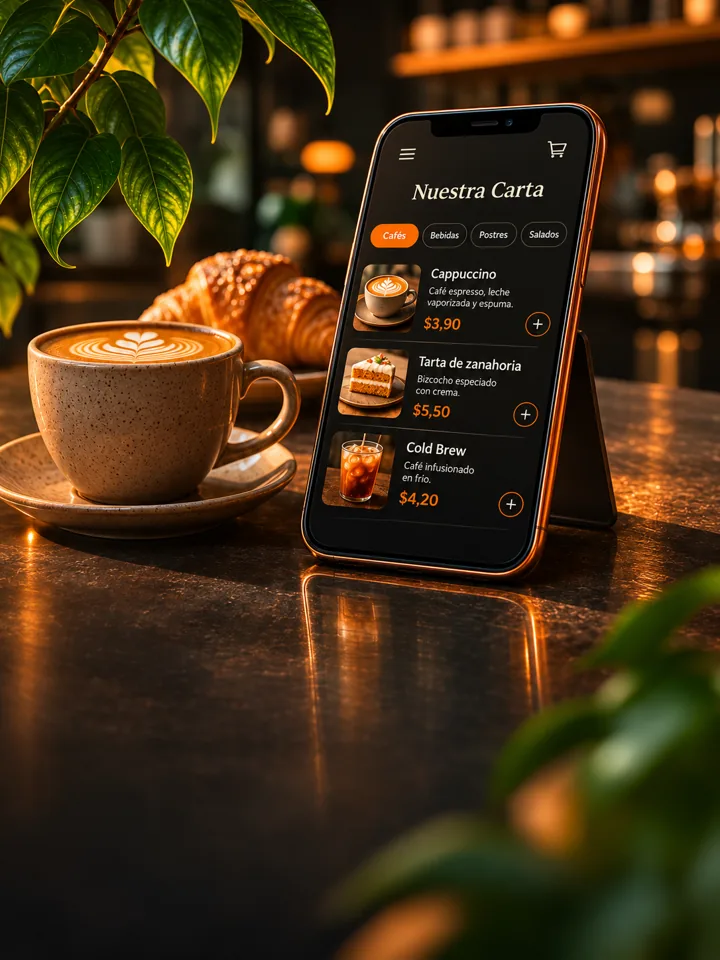 Nuestra Carta
Cafés Bebidas Postres Salados
Cappuccino
Café espresso, leche
vaporizada y espuma.
$3,90
Tarta de zanahoria
Bizcocho especiado
con crema.
$5,50
Cold Brew
Café infusionado
en frío.
$4,20